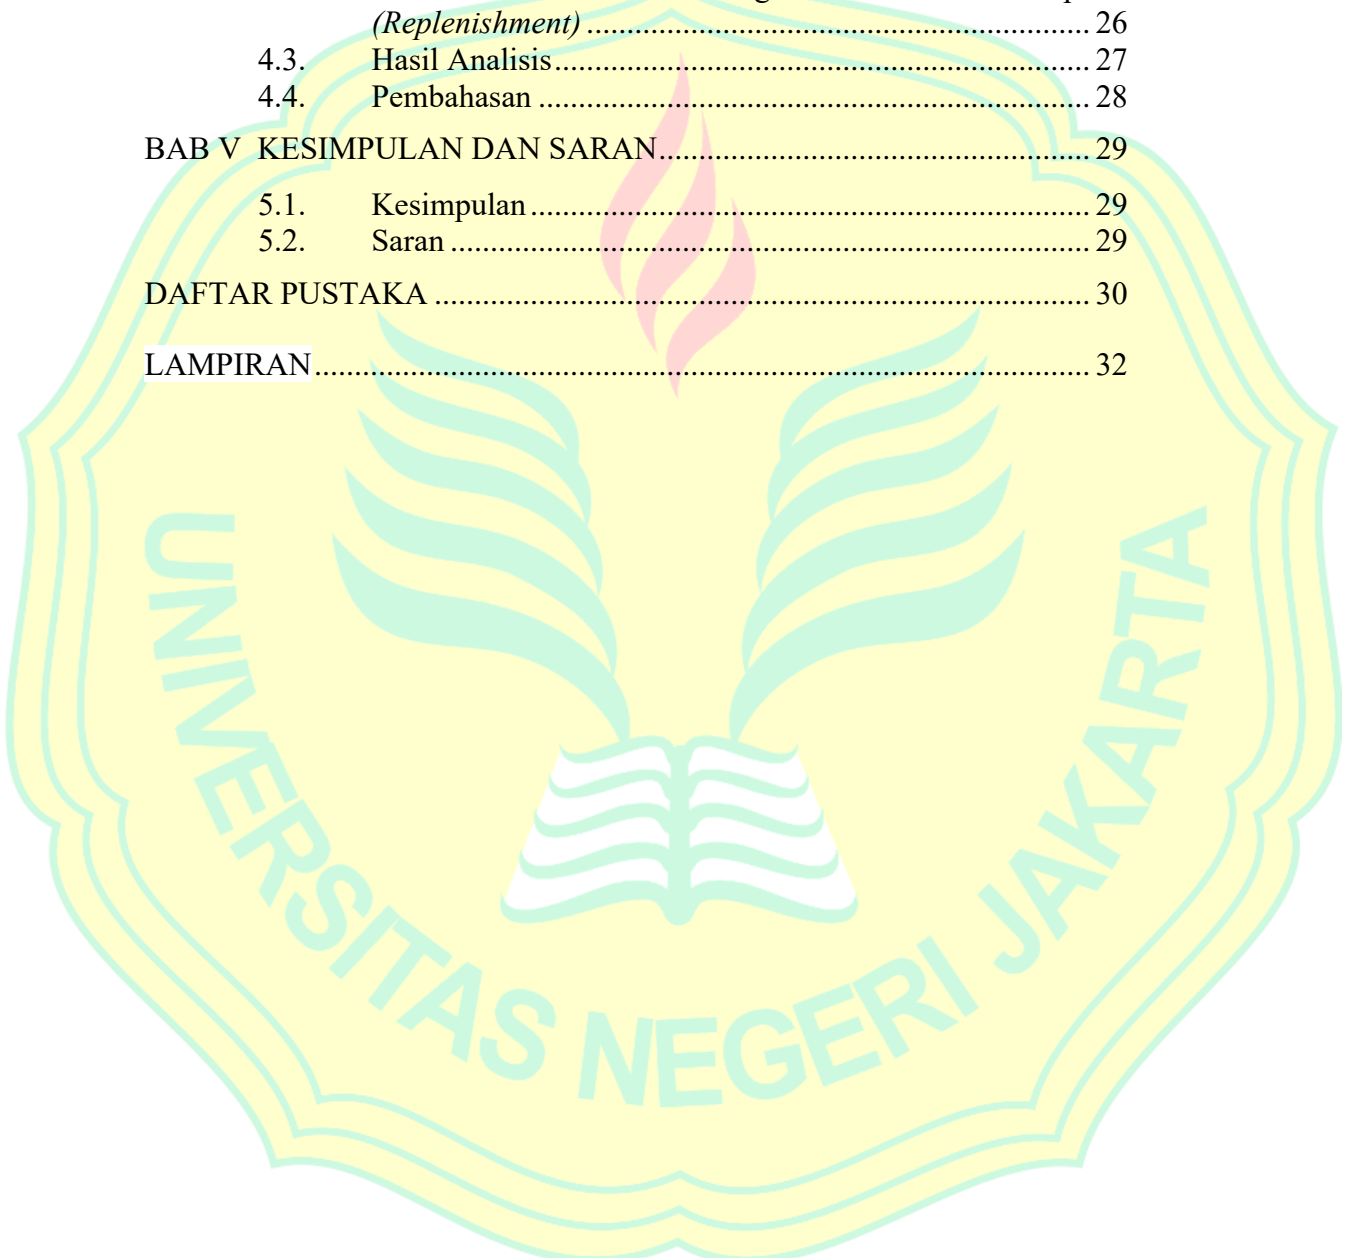 (Replenishment) ................................................................ 26
4.3. Hasil Analisis .................................................................... 27
4.4. Pembahasan ...................................................................... 28
BAB V KESIMPULAN DAN SARAN ...................................................... 29
5.1. Kesimpulan ....................................................................... 29
5.2. Saran ................................................................................. 29
DAFTAR PUSTAKA ................................................................................... 30
LAMPIRAN .................................................................................................. 32
UNIVERSITAS NEGERI JAKARTA